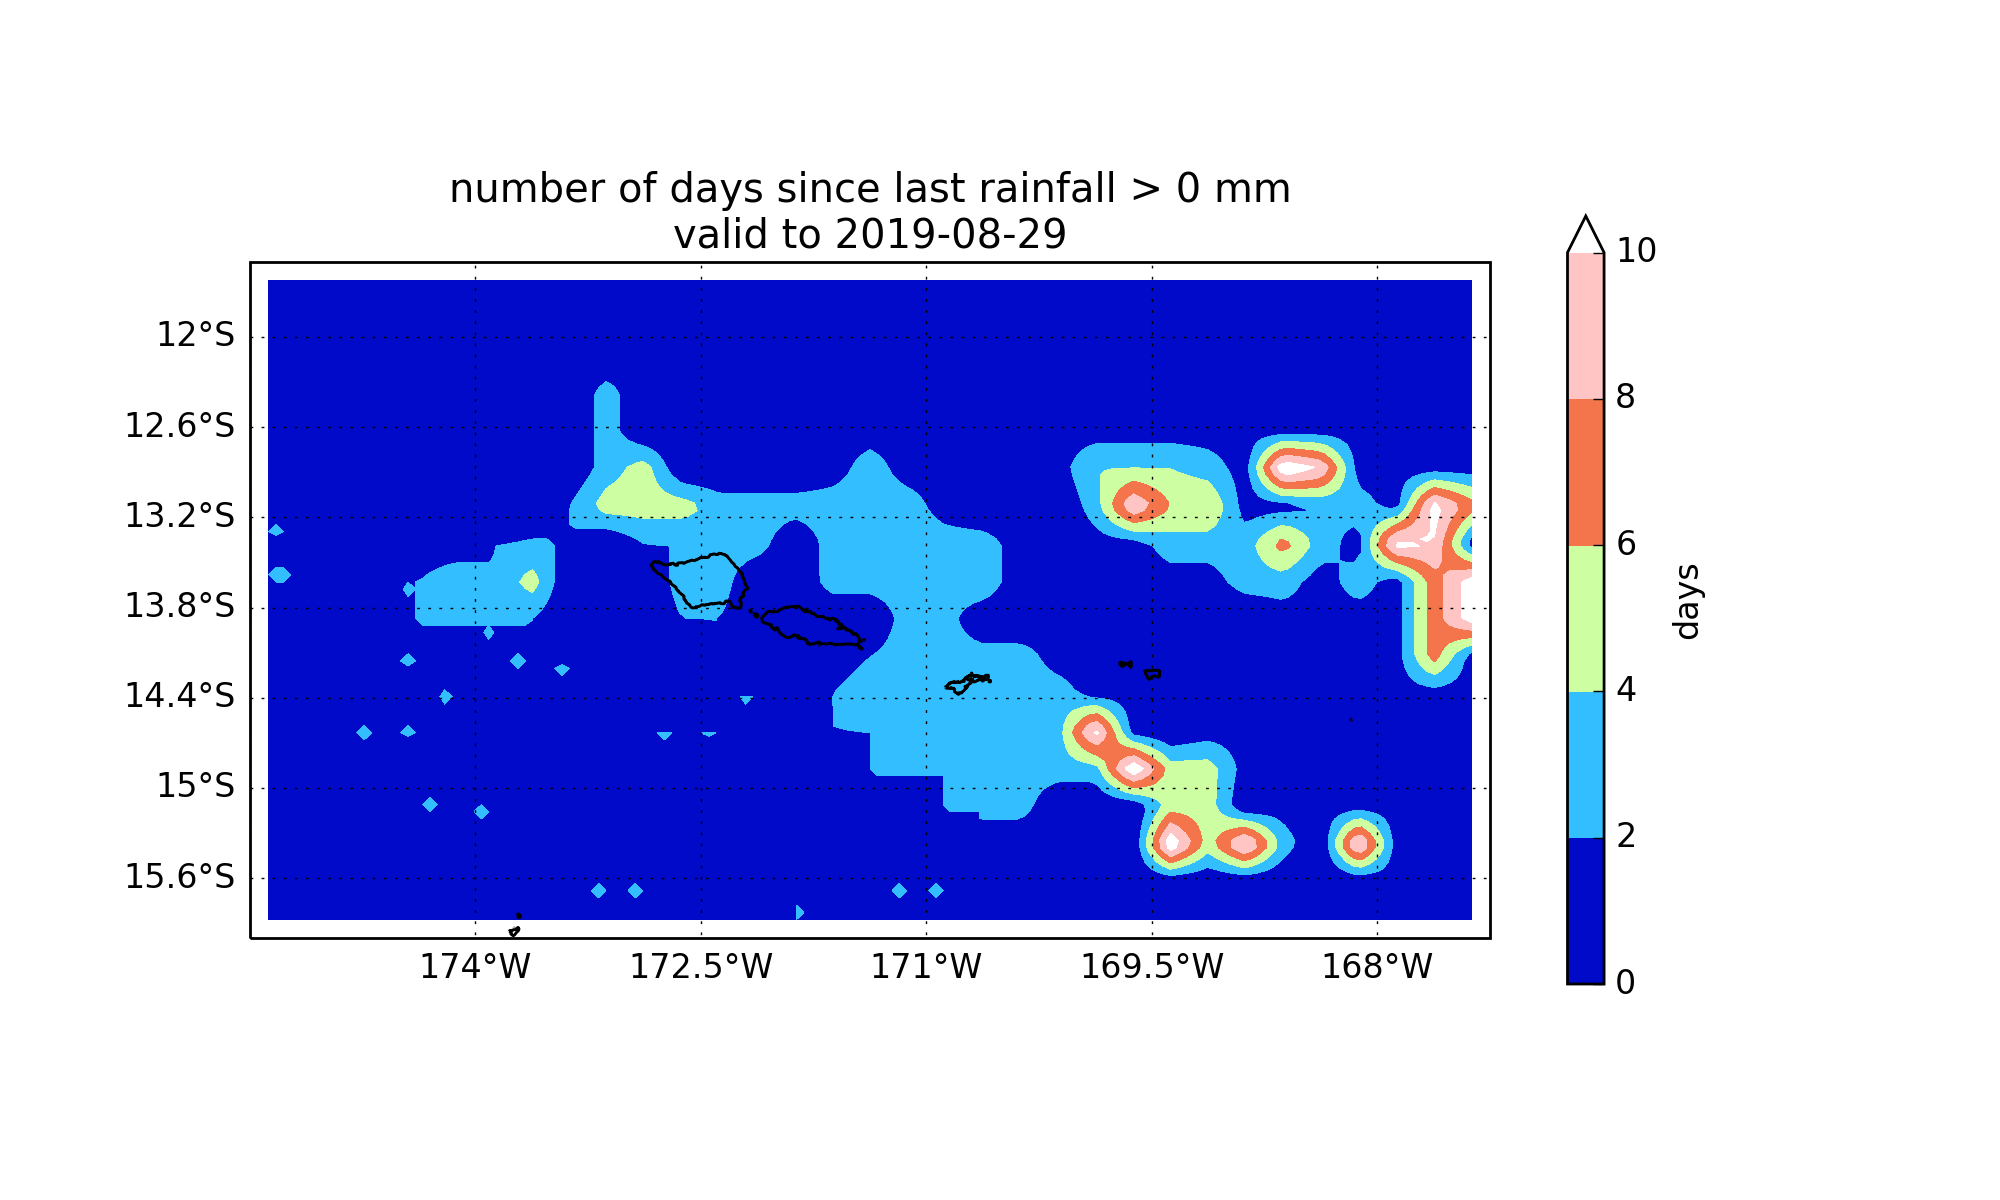 number of days since last rainfall > 0 mm
valid to 2019-08-29
12°S
12.6°S
13.2°S
13.8°S
14.4°S
15°S
15.6°S
174°W 172.5°W 171°W 169.5°W 168°W
10
8
6
4
2
0
days